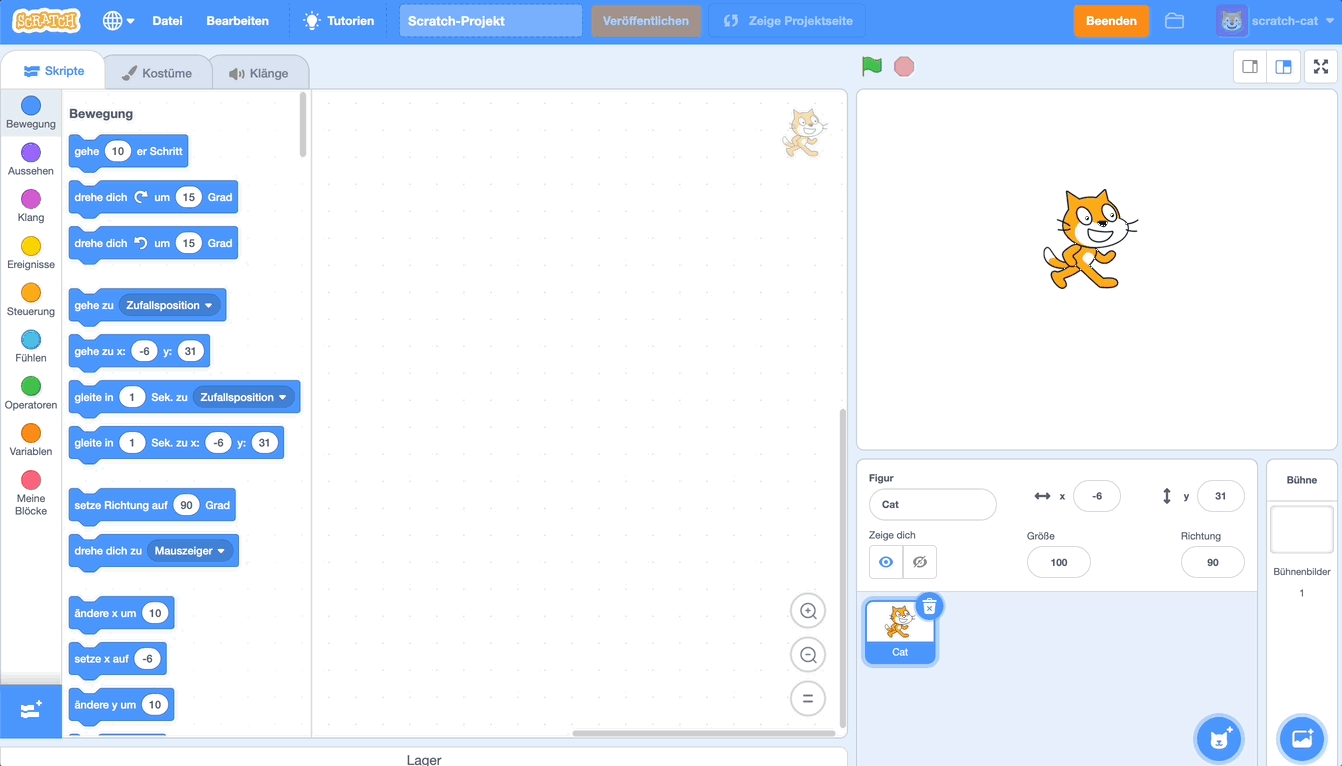 SCRATCH Datei Bearbeiten Tutorien Scratch-Projekt Veröffentlichen Zeige Projektseite Beenden scratch-cat
Skripte Kostüme Klänge
Bewegung
Aussehen
Klang
Ereignisse
Steuerung
Fühlen
Operatoren
Variablen
Meine
Blöcke
Bewegung
gehe 10 er Schritt
drehe dich um 15 Grad
drehe dich um 15 Grad
gehe zu Zufallsposition
gehe zu x: -6 y: 31
gleite in 1 Sek. zu Zufallsposition
gleite in 1 Sek. zu x: -6 y: 31
setze Richtung auf 90 Grad
drehe dich zu Mauszeiger
ändere x um 10
setze x auf -6
ändere y um 10
Lager
Figur
Cat x -6 y 31
Zeige dich Größe Richtung
100 90
Cat
Bühne
Bühnenbilder
1